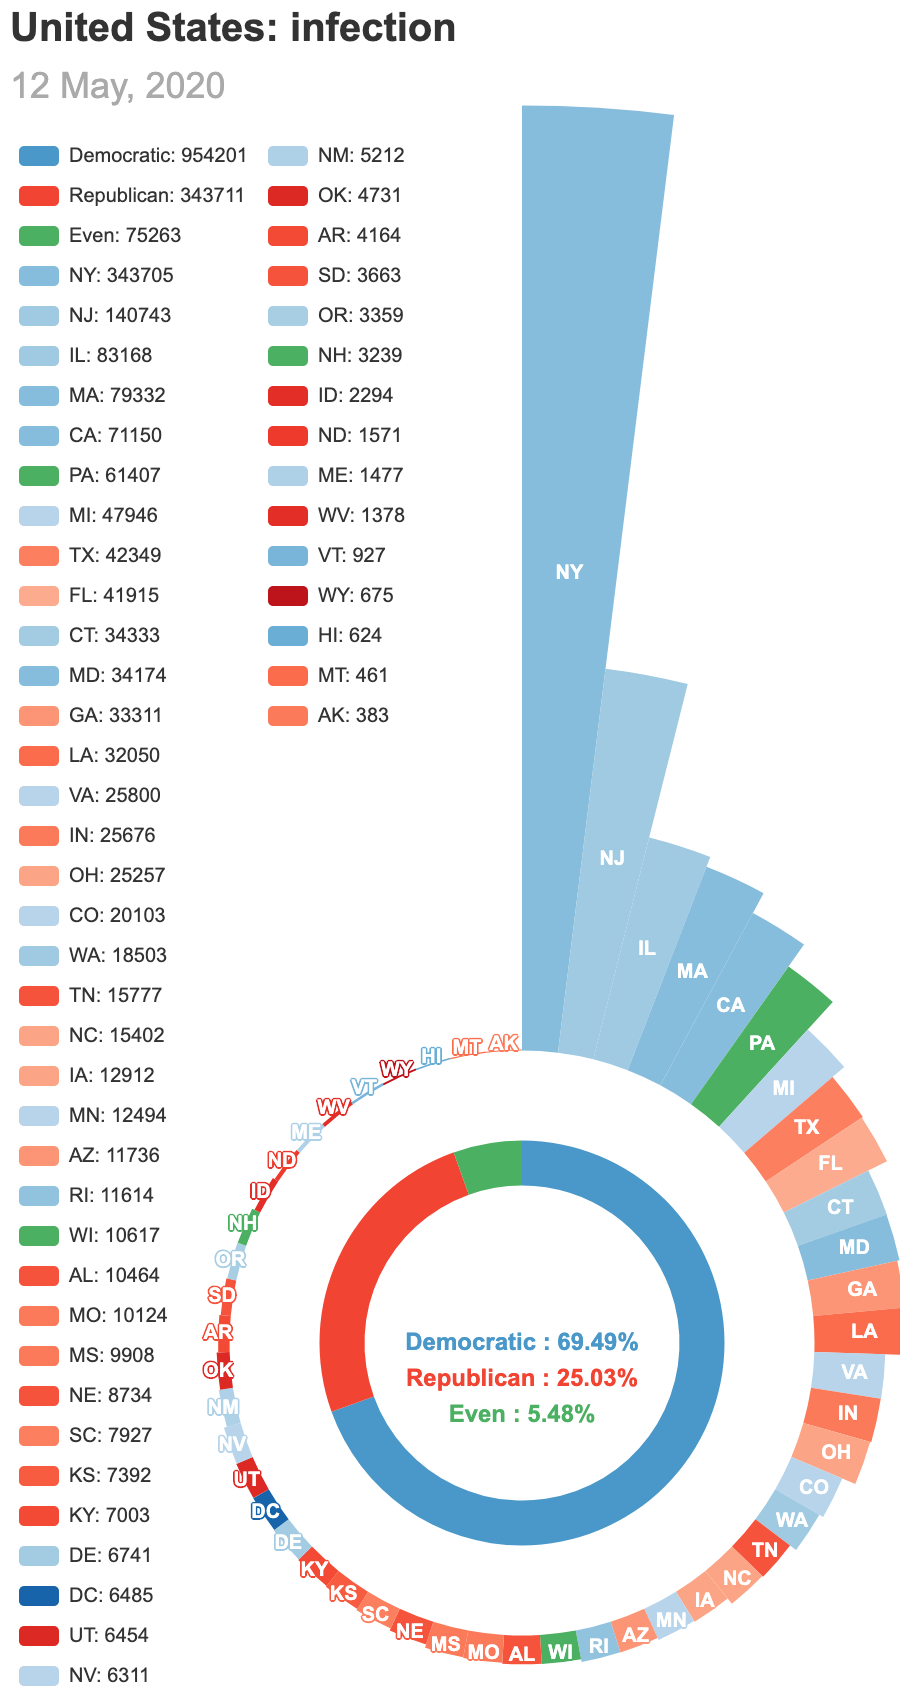 United States: infection
12 May, 2020
Democratic: 954201
Republican: 343711
Even: 75263
NY: 343705
NJ: 140743
IL: 83168
MA: 79332
CA: 71150
PA: 61407
MI: 47946
TX: 42349
FL: 41915
CT: 34333
MD: 34174
GA: 33311
LA: 32050
VA: 25800
IN: 25676
OH: 25257
CO: 20103
WA: 18503
TN: 15777
NC: 15402
IA: 12912
MN: 12494
AZ: 11736
RI: 11614
WI: 10617
AL: 10464
MO: 10124
MS: 9908
NE: 8734
SC: 7927
KS: 7392
KY: 7003
DE: 6741
DC: 6485
UT: 6454
NV: 6311
NM: 5212
OK: 4731
AR: 4164
SD: 3663
OR: 3359
NH: 3239
ID: 2294
ND: 1571
ME: 1477
WV: 1378
VT: 927
WY: 675
HI: 624
MT: 461
AK: 383
NY
NJ
IL
MA
CA
PA
MI
TX
FL
CT
MD
GA
LA
VA
IN
OH
CO
WA
TN
NC
IA
MN
AZ
RI
WI
AL
MO
MS
NE
SC
KS
KY
DE
DC
UT
NV
NM
OK
AR
SD
OR
NH
ID
ND
ME
WV
VT
WY
HI
MT
AK
Democratic : 69.49%
Republican : 25.03%
Even : 5.48%